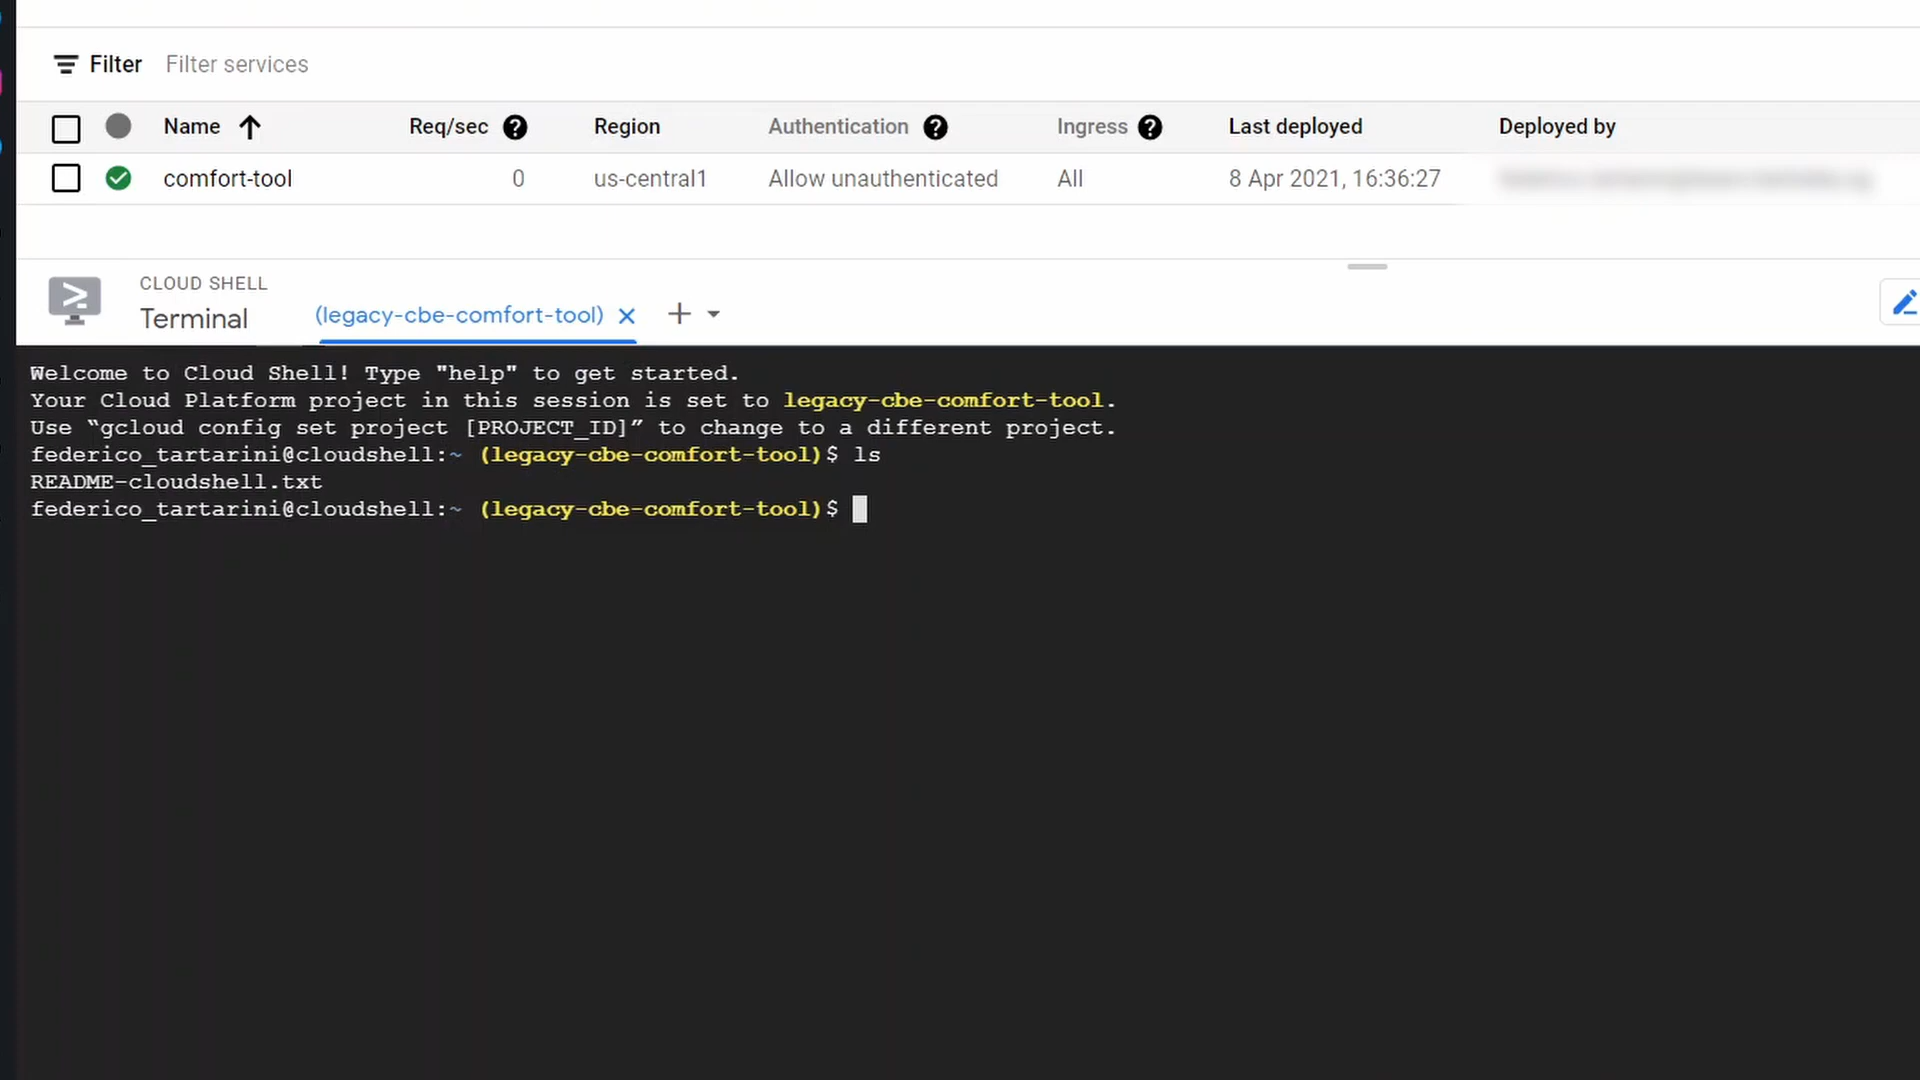 Filter Filter services
Name Req/sec Region Authentication Ingress Last deployed Deployed by
comfort-tool 0 us-central1 Allow unauthenticated All 8 Apr 2021, 16:36:27
CLOUD SHELL
Terminal (legacy-cbe-comfort-tool)
Welcome to Cloud Shell! Type "help" to get started.
Your Cloud Platform project in this session is set to legacy-cbe-comfort-tool.
Use “gcloud config set project [PROJECT_ID]” to change to a different project.
federico_tartarini@cloudshell:~ (legacy-cbe-comfort-tool)$ ls
README-cloudshell.txt
federico_tartarini@cloudshell:~ (legacy-cbe-comfort-tool)$